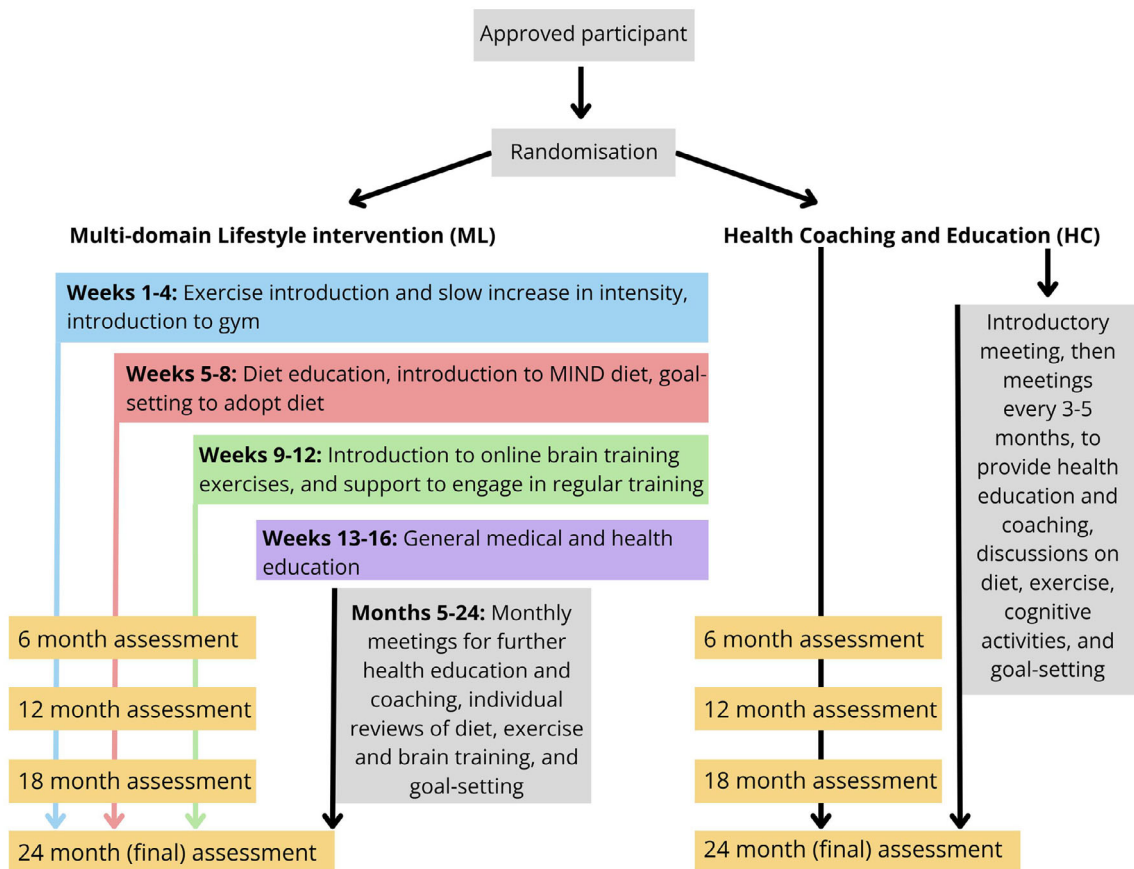 Approved participant
Randomisation
Multi-domain Lifestyle intervention (ML)
Weeks 1-4: Exercise introduction and slow increase in intensity,
introduction to gym
Weeks 5-8: Diet education, introduction to MIND diet, goal-
setting to adopt diet
Weeks 9-12: Introduction to online brain training
exercises, and support to engage in regular training
Weeks 13-16: General medical and health
education
Months 5-24: Monthly
meetings for further
health education and
coaching, individual
reviews of diet, exercise
and brain training, and
goal-setting
6 month assessment
12 month assessment
18 month assessment
24 month (final) assessment
Health Coaching and Education (HC)
Introductory
meeting, then
meetings
every 3-5
months, to
provide health
education and
coaching,
discussions on
diet, exercise,
cognitive
activities, and
goal-setting
6 month assessment
12 month assessment
18 month assessment
24 month (final) assessment